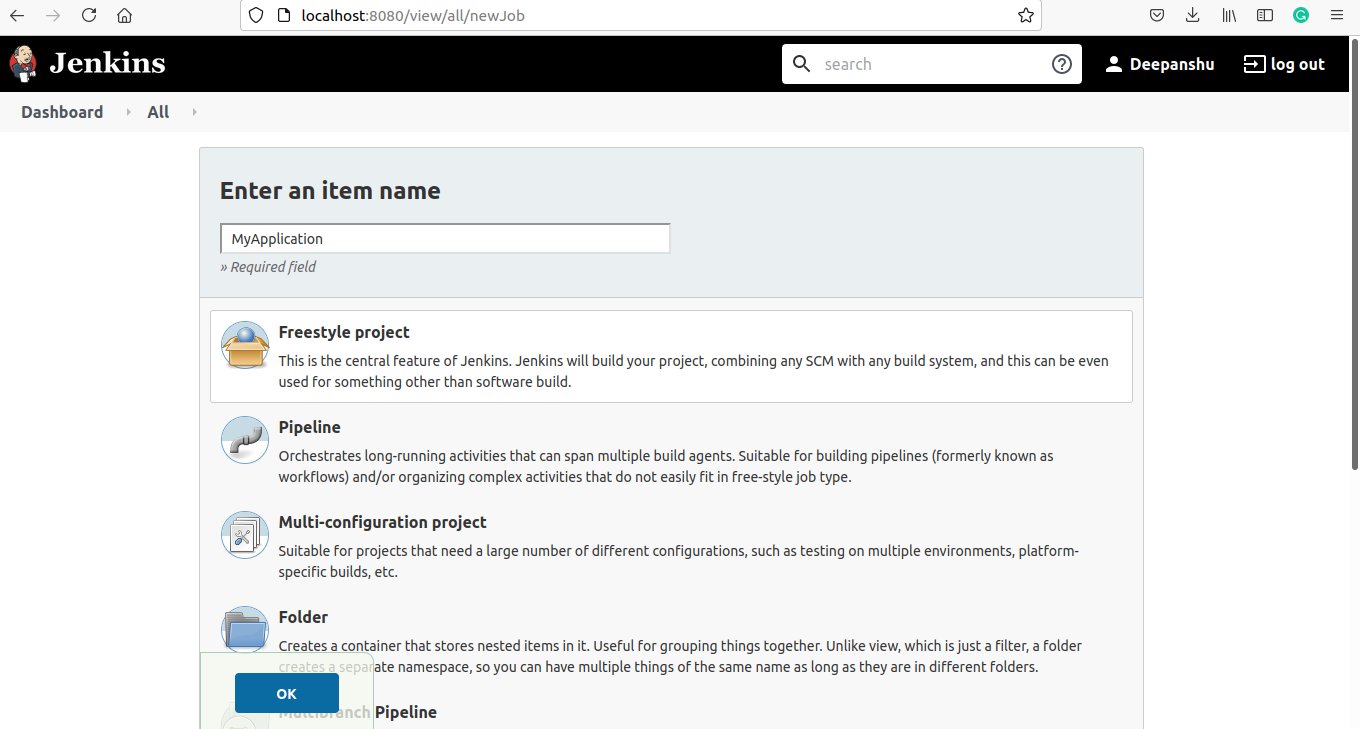 localhost:8080/view/all/newJob
Jenkins
search
Deepanshu
log out
Dashboard
All
Enter an item name
MyApplication
» Required field
Freestyle project
This is the central feature of Jenkins. Jenkins will build your project, combining any SCM with any build system, and this can be even
used for something other than software build.
Pipeline
Orchestrates long-running activities that can span multiple build agents. Suitable for building pipelines (formerly known as
workflows) and/or organizing complex activities that do not easily fit in free-style job type.
Multi-configuration project
Suitable for projects that need a large number of different configurations, such as testing on multiple environments, platform-
specific builds, etc.
Folder
Creates a container that stores nested items in it. Useful for grouping things together. Unlike view, which is just a filter, a folder
creates a separate namespace, so you can have multiple things of the same name as long as they are in different folders.
OK
Multibranch Pipeline